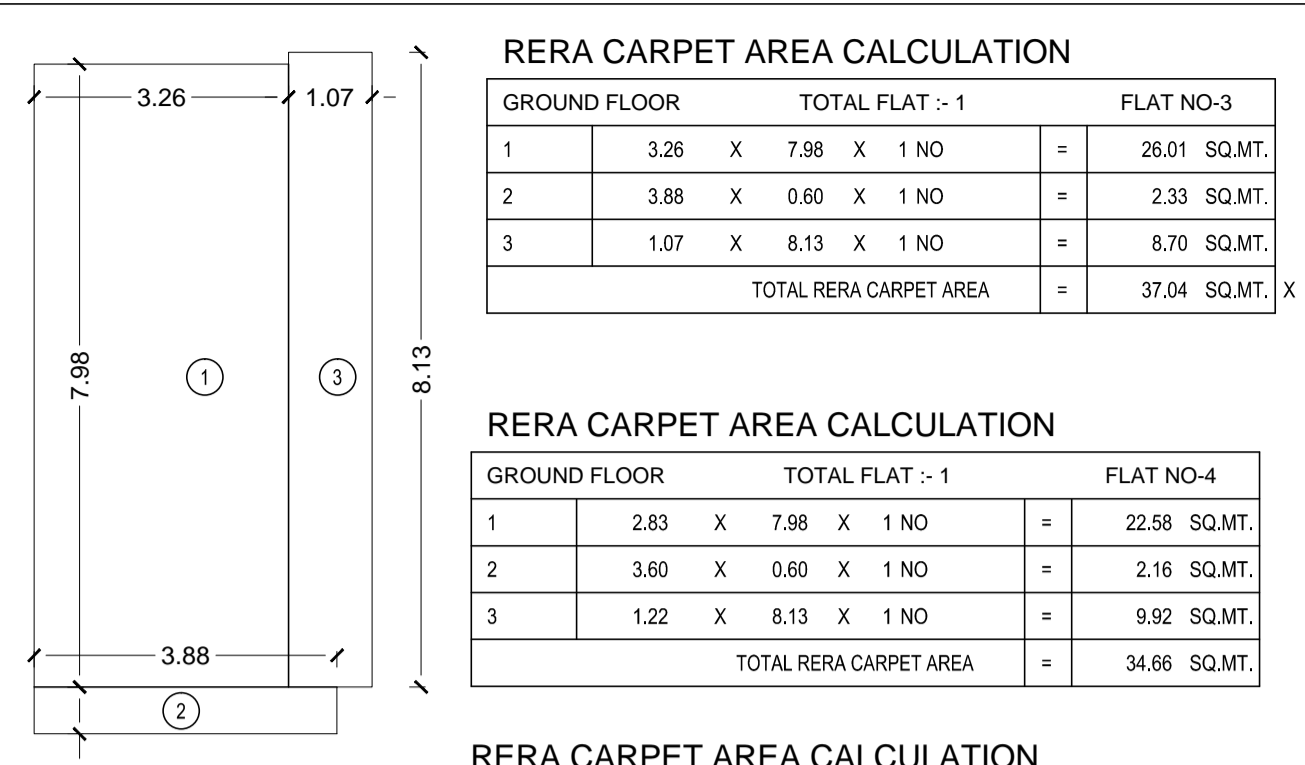 3.26
1.07
7.98
8.13
1
3
3.88
2
RERA CARPET AREA CALCULATION
GROUND FLOOR TOTAL FLAT :- 1 FLAT NO-3
1 3.26 X 7.98 X 1 NO = 26.01 SQ.MT.
2 3.88 X 0.60 X 1 NO = 2.33 SQ.MT.
3 1.07 X 8.13 X 1 NO = 8.70 SQ.MT.
TOTAL RERA CARPET AREA = 37.04 SQ.MT. X
RERA CARPET AREA CALCULATION
GROUND FLOOR TOTAL FLAT :- 1 FLAT NO-4
1 2.83 X 7.98 X 1 NO = 22.58 SQ.MT.
2 3.60 X 0.60 X 1 NO = 2.16 SQ.MT.
3 1.22 X 8.13 X 1 NO = 9.92 SQ.MT.
TOTAL RERA CARPET AREA = 34.66 SQ.MT.
RERA CARPET AREA CALCULATION